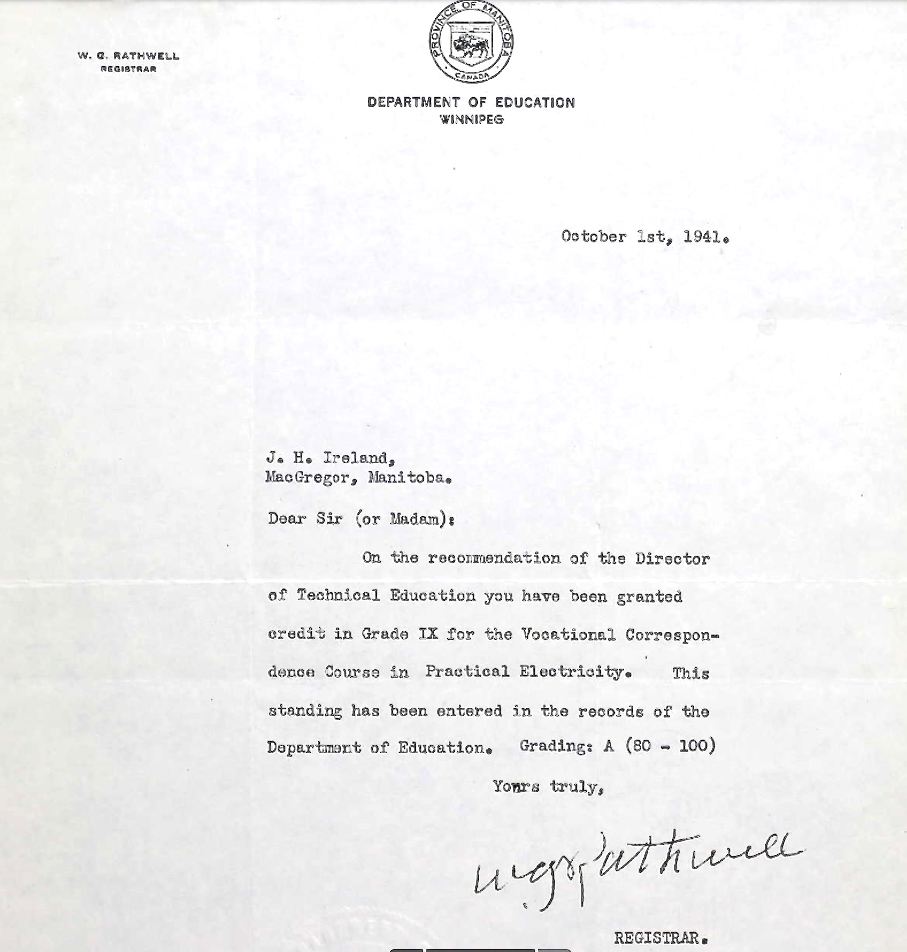 PROVINCE OF MANITOBA
CANADA
W. G. RATHWELL
REGISTRAR
DEPARTMENT OF EDUCATION
WINNIPEG
October 1st, 1941.
J. H. Ireland,
MacGregor, Manitoba.
Dear Sir (or Madam):
On the recommendation of the Director
of Technical Education you have been granted
credit in Grade IX for the Vocational Correspon-
dence Course in Practical Electricity. This
standing has been entered in the records of the
Department of Education. Grading: A (80 - 100)
Yours truly,
W G Rathwell
REGISTRAR.